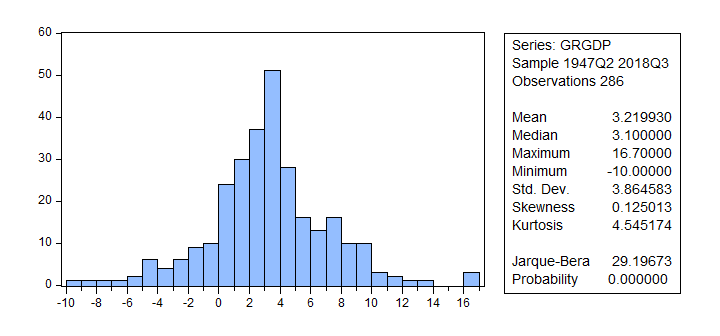 60
50
40
30
20
10
0
-10 -8 -6 -4 -2 0 2 4 6 8 10 12 14 16
Series: GRGDP
Sample 1947Q2 2018Q3
Observations 286
Mean 3.219930
Median 3.100000
Maximum 16.70000
Minimum -10.00000
Std. Dev. 3.864583
Skewness 0.125013
Kurtosis 4.545174
Jarque-Bera 29.19673
Probability 0.000000